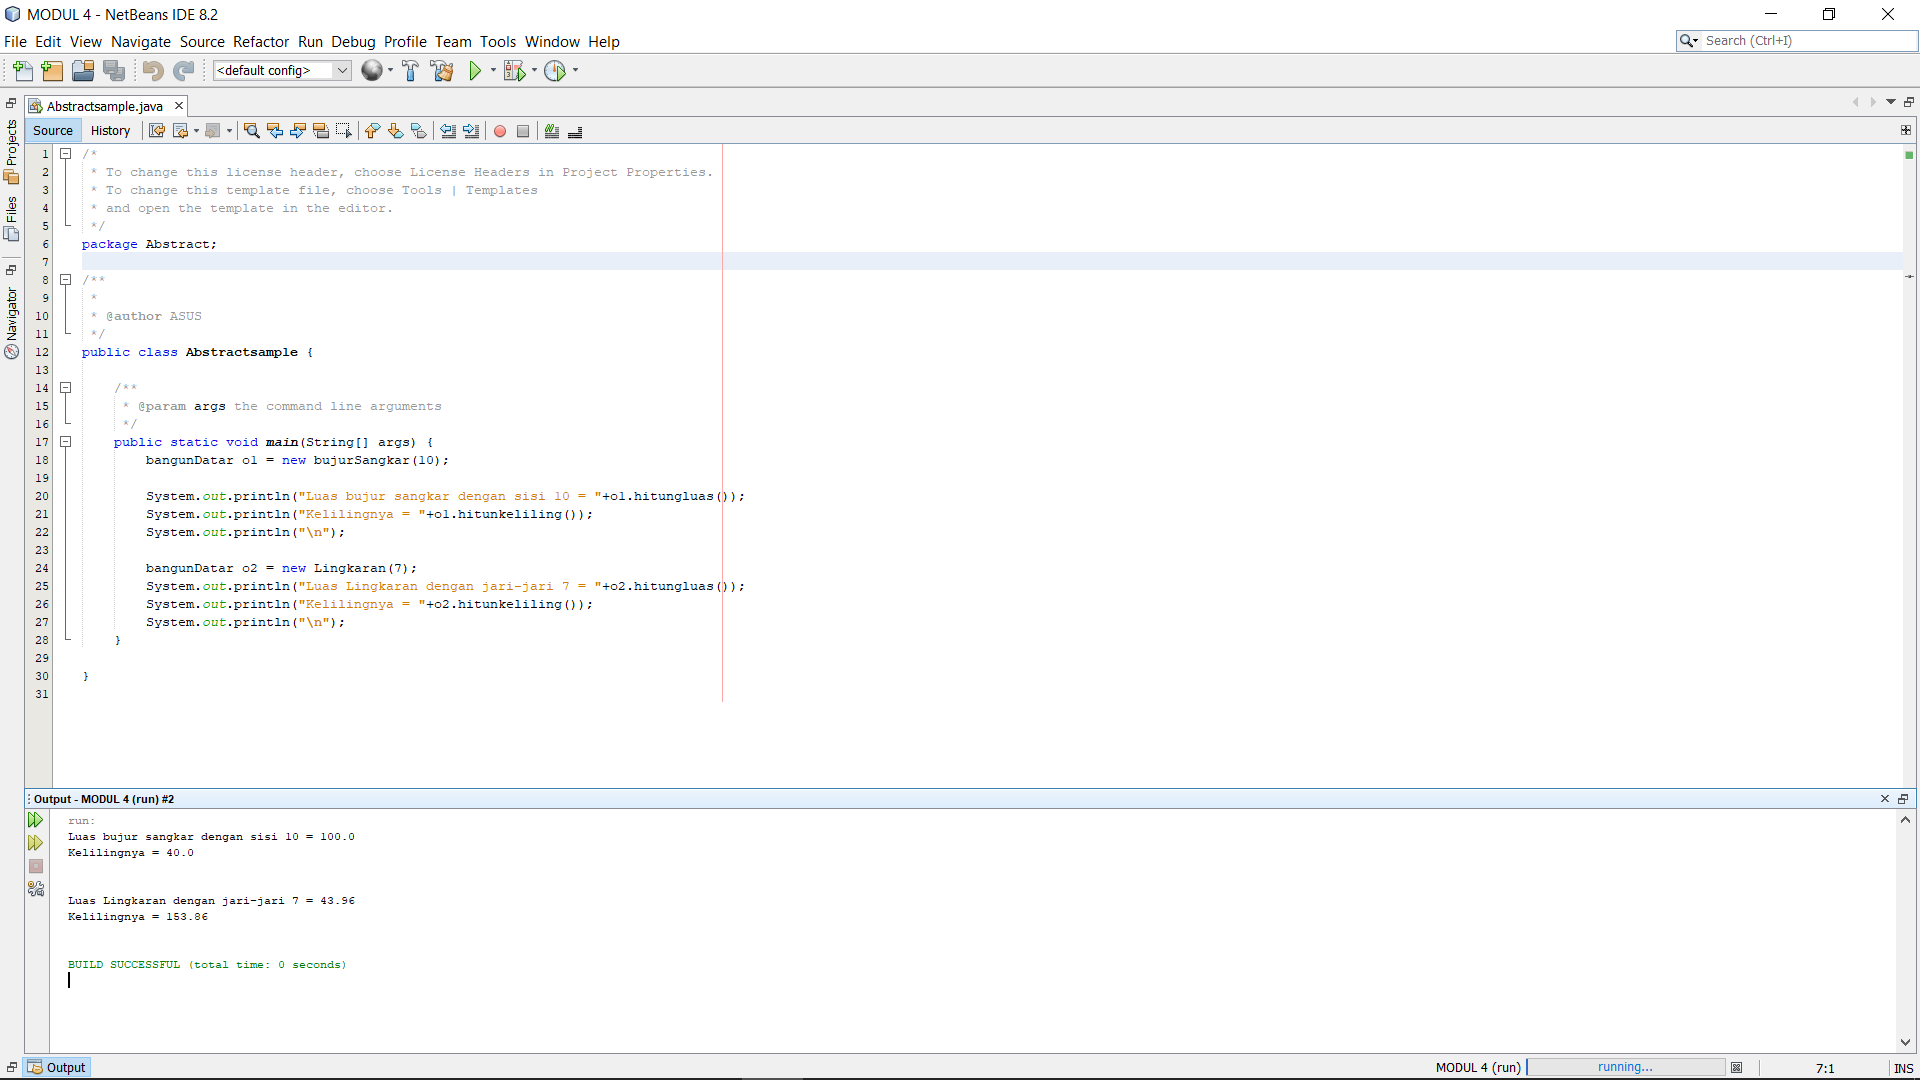 MODUL 4 - NetBeans IDE 8.2
File Edit View Navigate Source Refactor Run Debug Profile Team Tools Window Help
Search (Ctrl+I)
<default config>
Abstractsample.java
Source History
Projects
Files
Navigator
1 /*
2  * To change this license header, choose License Headers in Project Properties.
3  * To change this template file, choose Tools | Templates
4  * and open the template in the editor.
5  */
6 package Abstract;
7
8 /**
9  *
10  * @author ASUS
11  */
12 public class Abstractsample {
13
14     /**
15      * @param args the command line arguments
16      */
17     public static void main(String[] args) {
18         bangunDatar o1 = new bujurSangkar(10);
19
20         System.out.println("Luas bujur sangkar dengan sisi 10 = "+o1.hitungluas());
21         System.out.println("Kelilingnya = "+o1.hitunkeliling());
22         System.out.println("\n");
23
24         bangunDatar o2 = new Lingkaran(7);
25         System.out.println("Luas Lingkaran dengan jari-jari 7 = "+o2.hitungluas());
26         System.out.println("Kelilingnya = "+o2.hitunkeliling());
27         System.out.println("\n");
28     }
29
30 }
31
Output - MODUL 4 (run) #2
run:
Luas bujur sangkar dengan sisi 10 = 100.0
Kelilingnya = 40.0
Luas Lingkaran dengan jari-jari 7 = 43.96
Kelilingnya = 153.86
BUILD SUCCESSFUL (total time: 0 seconds)
Output
MODUL 4 (run)
running...
7:1
INS